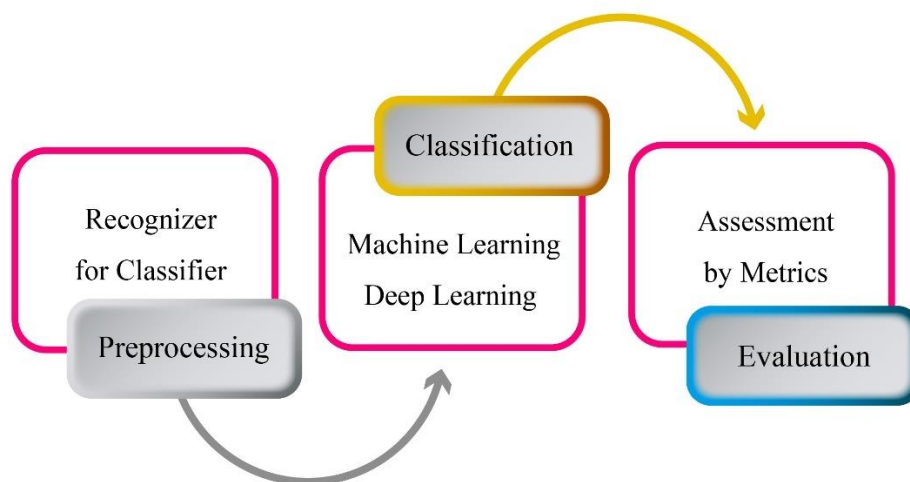 Recognizer
for Classifier
Preprocessing
Classification
Machine Learning
Deep Learning
Assessment
by Metrics
Evaluation